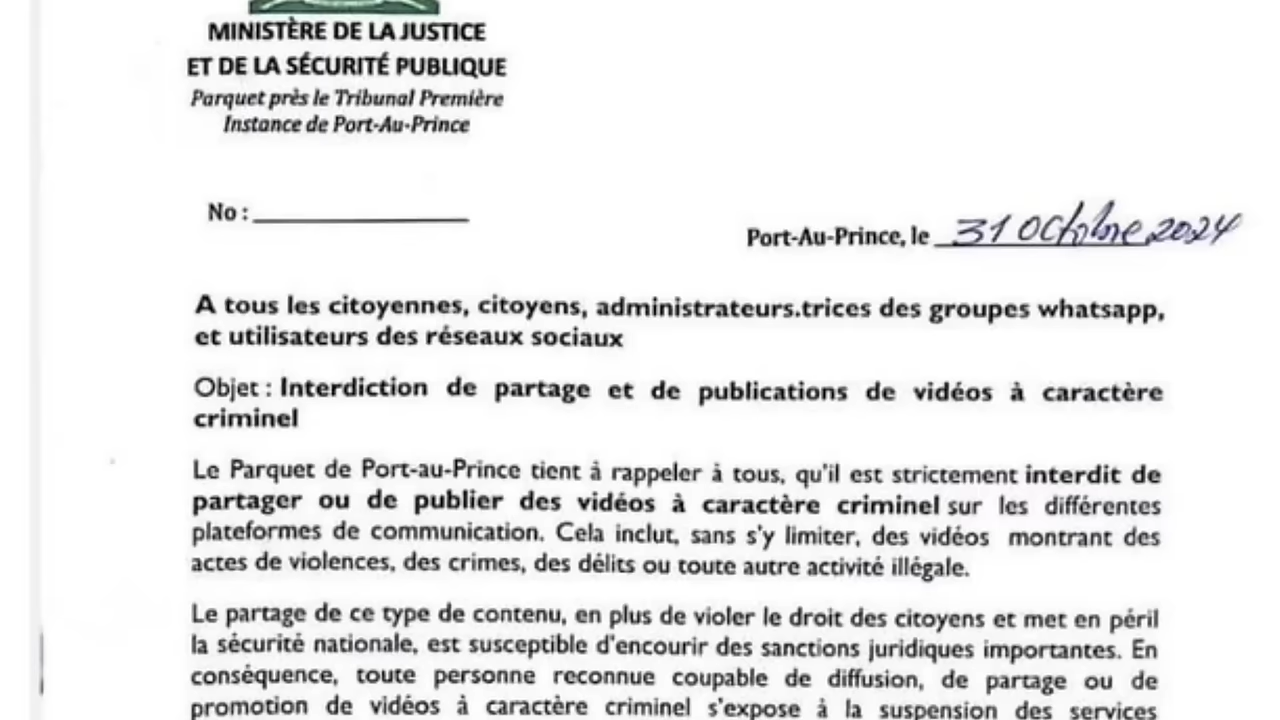 MINISTÈRE DE LA JUSTICE
ET DE LA SÉCURITÉ PUBLIQUE
Parquet près le Tribunal Première
Instance de Port-Au-Prince
No :
Port-Au-Prince, le 31 Octobre 2024
A tous les citoyennes, citoyens, administrateurs.trices des groupes whatsapp,
et utilisateurs des réseaux sociaux
Objet : Interdiction de partage et de publications de vidéos à caractère
criminel
Le Parquet de Port-au-Prince tient à rappeler à tous, qu'il est strictement interdit de
partager ou de publier des vidéos à caractère criminel sur les différentes
plateformes de communication. Cela inclut, sans s'y limiter, des vidéos montrant des
actes de violences, des crimes, des délits ou toute autre activité illégale.
Le partage de ce type de contenu, en plus de violer le droit des citoyens et met en péril
la sécurité nationale, est susceptible d'encourir des sanctions juridiques importantes. En
conséquence, toute personne reconnue coupable de diffusion, de partage ou de
promotion de vidéos à caractère criminel s'expose à la suspension des services